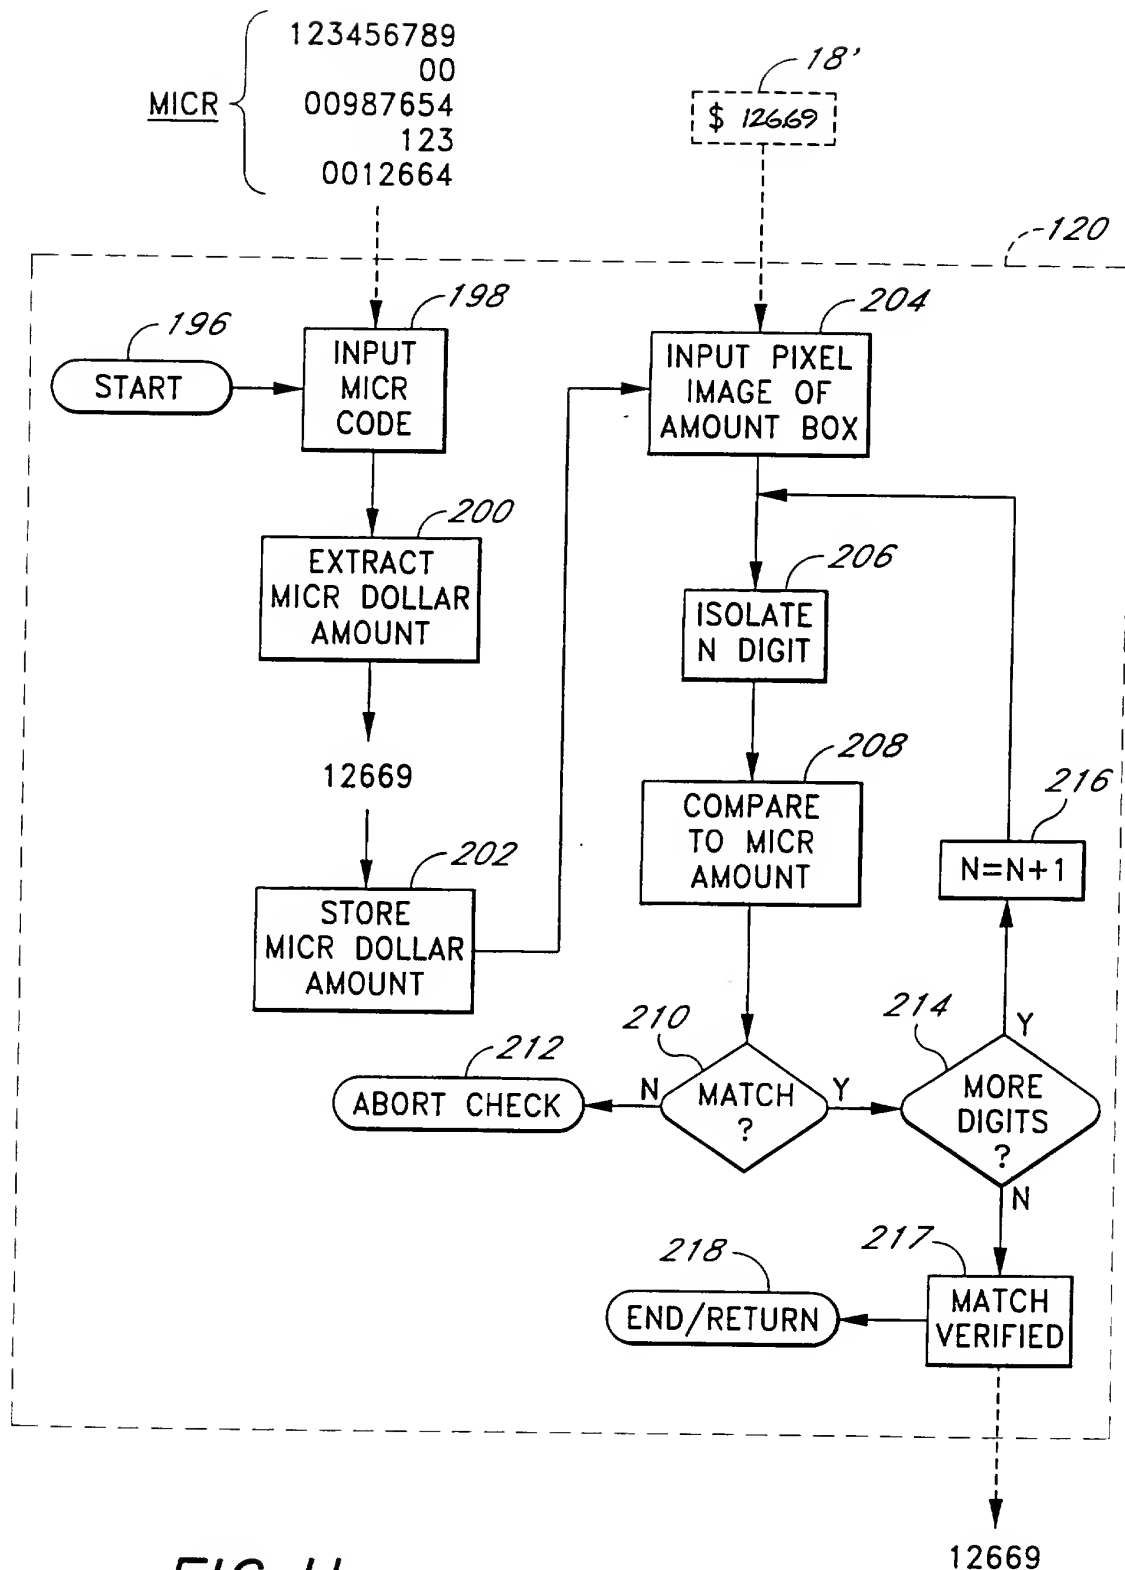 123456789
00
MICR
00987654
123
0012664
18'
$ 126.69
120
196
198
204
START
INPUT
MICR
CODE
INPUT PIXEL
IMAGE OF
AMOUNT BOX
200
EXTRACT
MICR DOLLAR
AMOUNT
206
ISOLATE
N DIGIT
12669
208
COMPARE
TO MICR
AMOUNT
216
N=N+1
202
STORE
MICR DOLLAR
AMOUNT
210
MATCH
?
N
Y
212
ABORT CHECK
214
MORE
DIGITS
?
Y
N
217
MATCH
VERIFIED
218
END/RETURN
12669